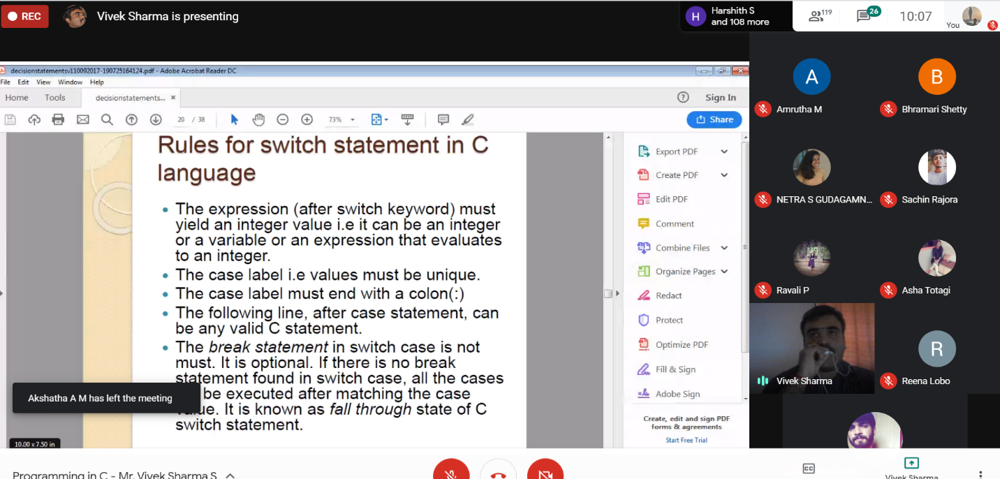 REC
Vivek Sharma is presenting
H
Harshith S
and 108 more
119
26
10:07
You
decisionstatementsv110092017-190725164124.pdf - Adobe Acrobat Reader DC
File Edit View Window Help
Home Tools decisionstatements... ×
? Sign In
20 / 38
73%
Share
Rules for switch statement in C
language
• The expression (after switch keyword) must
yield an integer value i.e it can be an integer
or a variable or an expression that evaluates
to an integer.
• The case label i.e values must be unique.
• The case label must end with a colon(:)
• The following line, after case statement, can
be any valid C statement.
• The break statement in switch case is not
must. It is optional. If there is no break
statement found in switch case, all the cases
be executed after matching the case
It is known as fall through state of C
switch statement.
Akshatha A M has left the meeting
10.00 x 7.50 in
Export PDF
Create PDF
Edit PDF
Comment
Combine Files
Organize Pages
Redact
Protect
Optimize PDF
Fill & Sign
Adobe Sign
Create, edit and sign PDF
forms & agreements
Start Free Trial
A
Amrutha M
B
Bhramari Shetty
NETRA S GUDAGAMN...
Sachin Rajora
Ravali P
Asha Totagi
Vivek Sharma
R
Reena Lobo
Programming in C - Mr. Vivek Sharma S
CC
Vivek Sharma